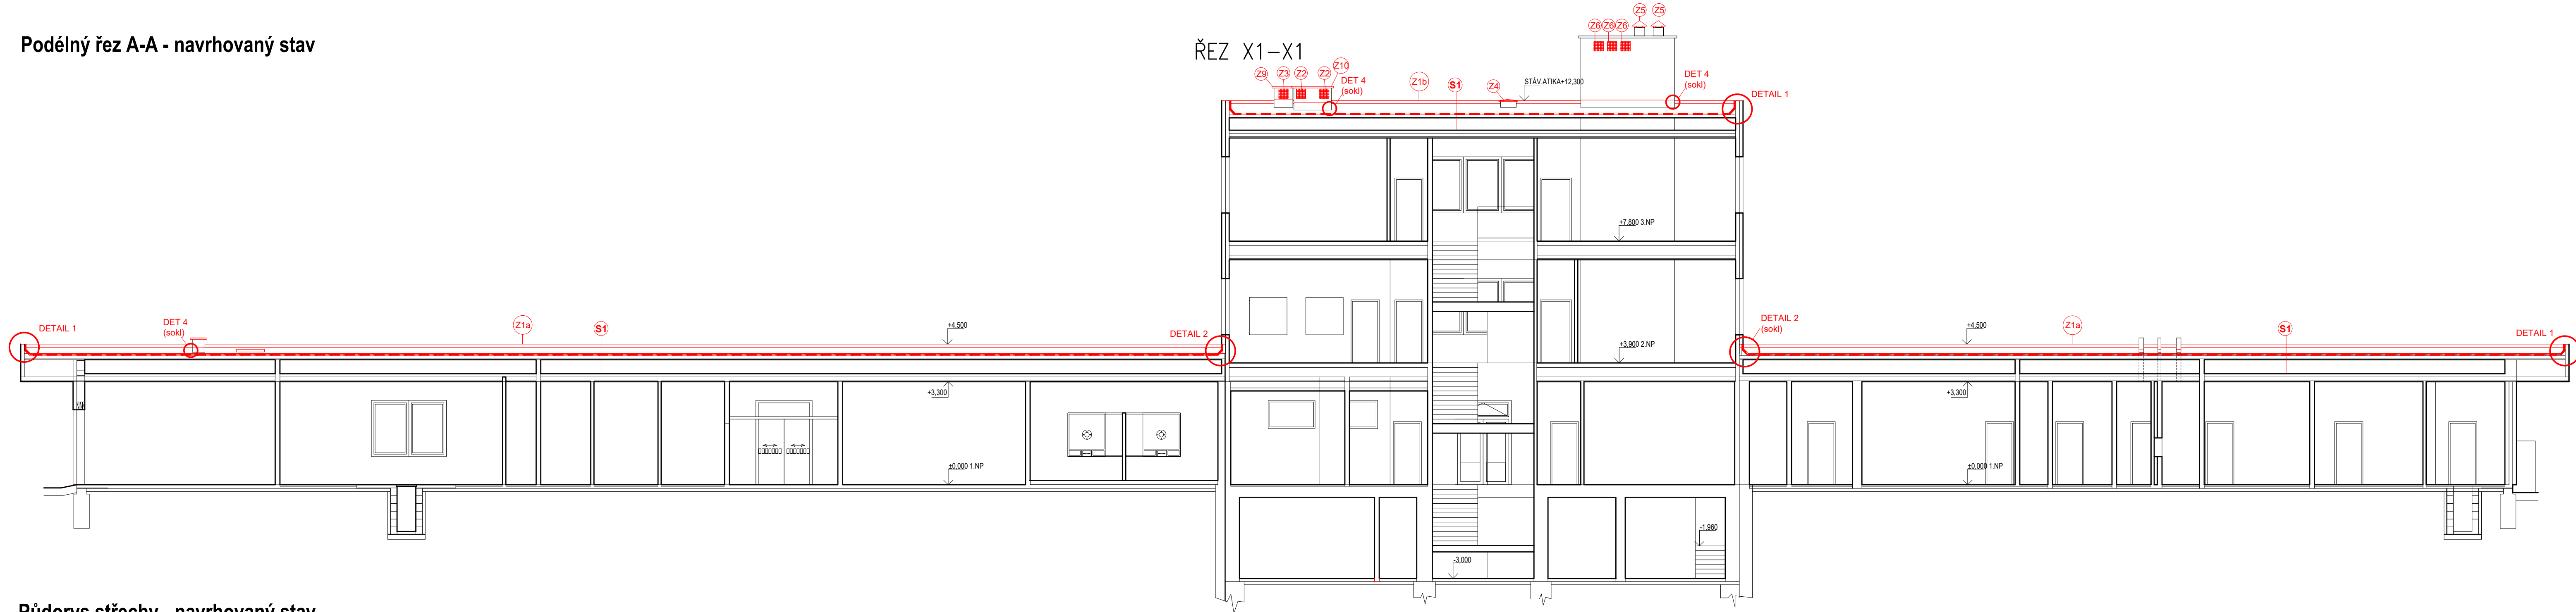 Podélný řez A-A - navrhovaný stav
ŘEZ X1-X1
Z5
Z5
Z6
Z6
Z6
Z9
Z3
Z2
Z2
Z10
DET 4
(sokl)
Z1b
S1
Z4
STÁV.ATIKA+12,300
DET 4
(sokl)
DETAIL 1
+7,800 3.NP
DETAIL 1
DET 4
(sokl)
Z1a
S1
+4,500
DETAIL 2
+3,900 2.NP
DETAIL 2
(sokl)
+4,500
Z1a
S1
DETAIL 1
+3,300
+3,300
±0,000 1.NP
±0,000 1.NP
-1,960
-3,000
Půdorys střechy - navrhovaný stav